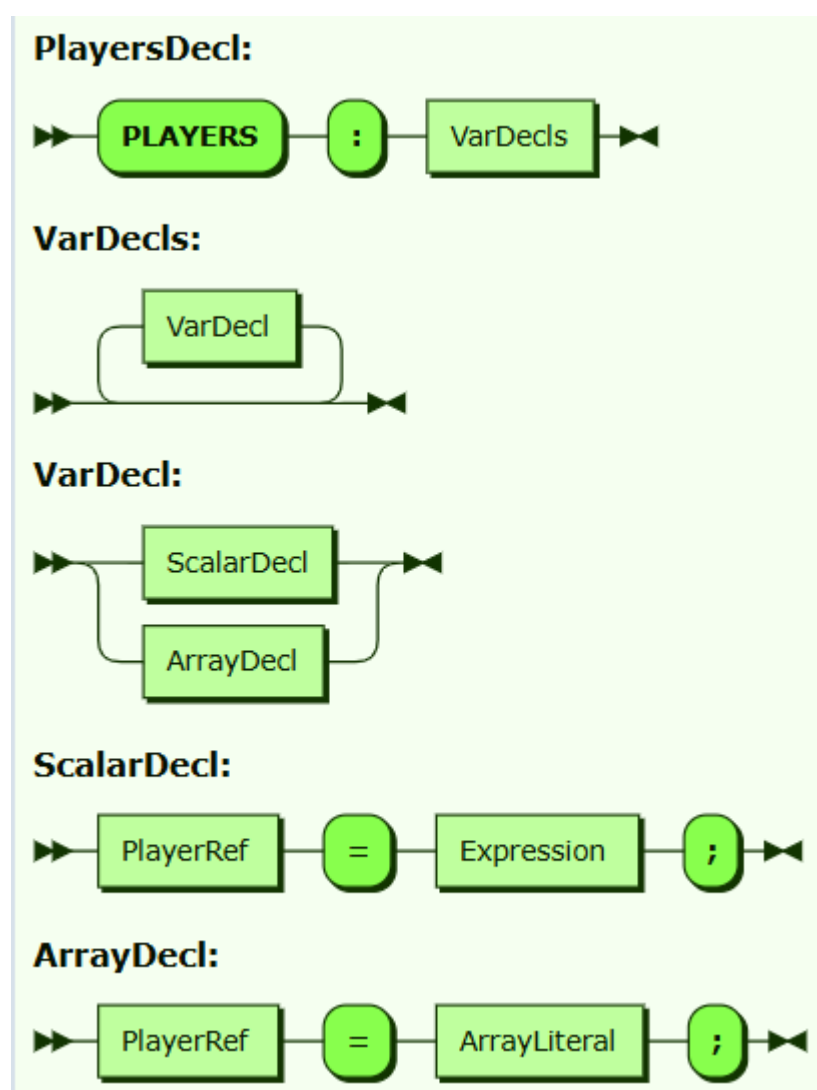 PlayersDecl:
PLAYERS : VarDecls
VarDecls:
VarDecl
VarDecl:
ScalarDecl
ArrayDecl
ScalarDecl:
PlayerRef = Expression ;
ArrayDecl:
PlayerRef = ArrayLiteral ;